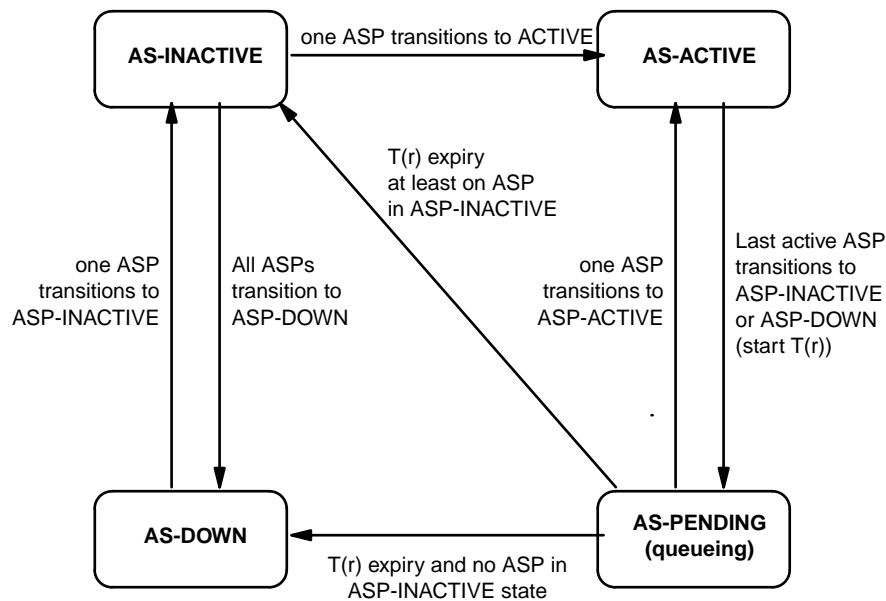 AS-INACTIVE
one ASP transitions to ACTIVE
AS-ACTIVE
T(r) expiry
at least on ASP
in ASP-INACTIVE
one ASP
transitions to
ASP-INACTIVE
All ASPs
transition to
ASP-DOWN
one ASP
transitions to
ASP-ACTIVE
Last active ASP
transitions to
ASP-INACTIVE
or ASP-DOWN
(start T(r))
AS-DOWN
AS-PENDING
(queueing)
T(r) expiry and no ASP in
ASP-INACTIVE state